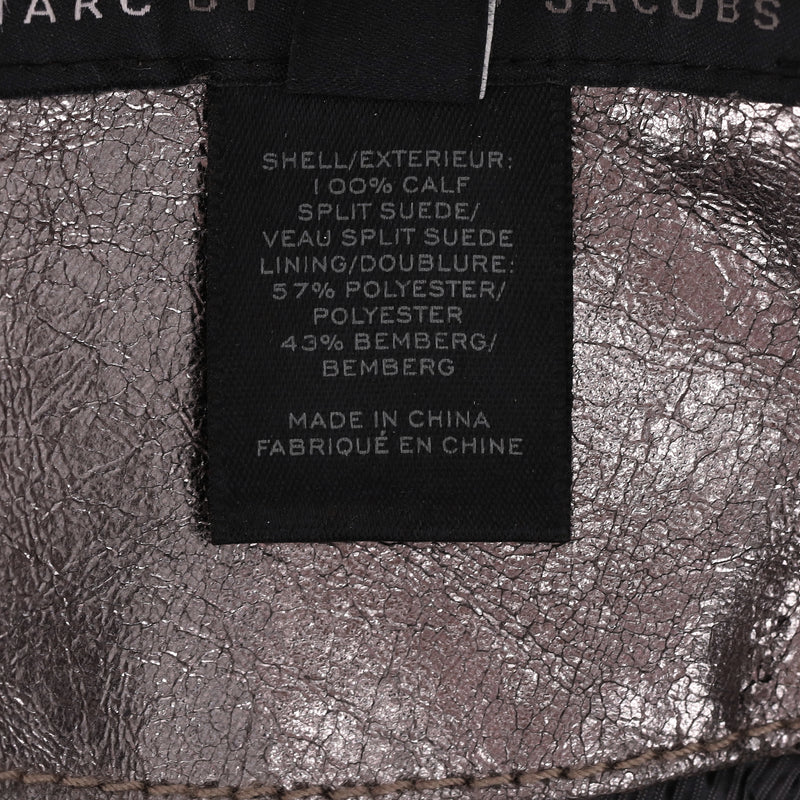 MARC BY JACOBS
SHELL/EXTERIEUR:
100% CALF
SPLIT SUEDE/
VEAU SPLIT SUEDE
LINING/DOUBLURE:
57% POLYESTER/
POLYESTER
43% BEMBERG/
BEMBERG
MADE IN CHINA
FABRIQUÉ EN CHINE